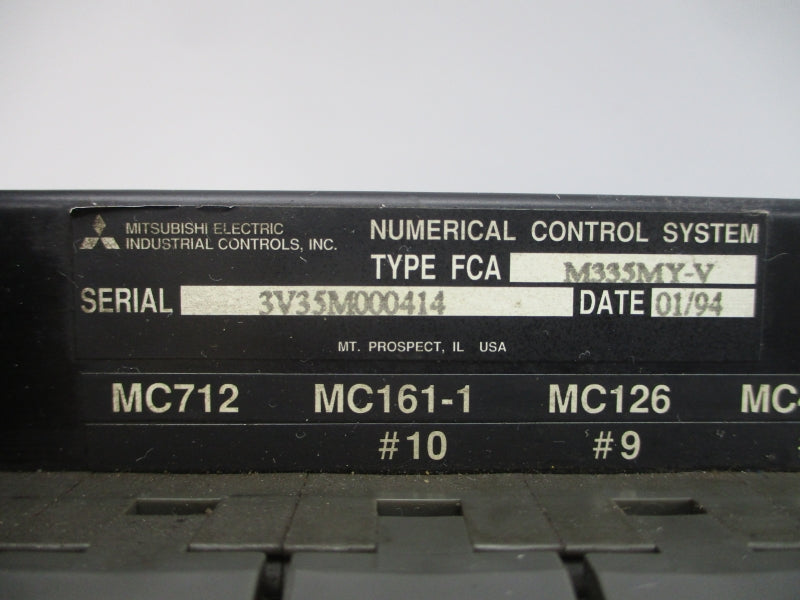 MITSUBISHI ELECTRIC
INDUSTRIAL CONTROLS, INC.
NUMERICAL CONTROL SYSTEM
TYPE FCA M335MY-V
SERIAL 3V35M000414 DATE 01/94
MT. PROSPECT, IL USA
MC712 MC161-1 MC126
#10 #9